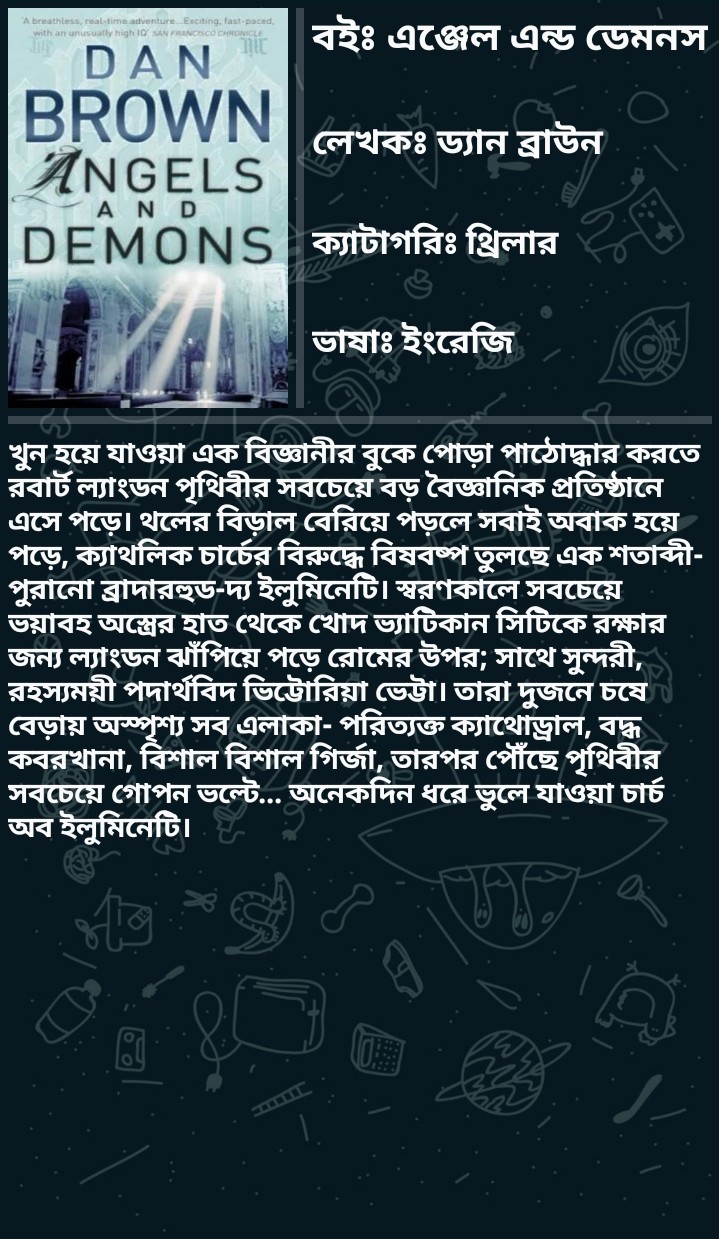 'A breathless, real-time adventure...Exciting, fast-paced,
with an unusually high IQ' SAN FRANCISCO CHRONICLE
DAN
BROWN
ANGELS
AND
DEMONS
বইঃ এঞ্জেল এন্ড ডেমনস
লেখকঃ ড্যান ব্রাউন
ক্যাটাগরিঃ থ্রিলার
ভাষাঃ ইংরেজি
খুন হয়ে যাওয়া এক বিজ্ঞানীর বুকে পোড়া পাঠোদ্ধার করতে
রবার্ট ল্যাংডন পৃথিবীর সবচেয়ে বড় বৈজ্ঞানিক প্রতিষ্ঠানে
এসে পড়ে। থলের বিড়াল বেরিয়ে পড়লে সবাই অবাক হয়ে
পড়ে, ক্যাথলিক চার্চের বিরুদ্ধে বিষবষ্প তুলছে এক শতাব্দী-
পুরানো ব্রাদারহুড-দ্য ইলুমিনেটি। স্বরণকালে সবচেয়ে
ভয়াবহ অস্ত্রের হাত থেকে খোদ ভ্যাটিকান সিটিকে রক্ষার
জন্য ল্যাংডন ঝাঁপিয়ে পড়ে রোমের উপর; সাথে সুন্দরী,
রহস্যময়ী পদার্থবিদ ভিট্টোরিয়া ভেট্টা। তারা দুজনে চষে
বেড়ায় অস্পৃশ্য সব এলাকা- পরিত্যক্ত ক্যাথোড্রাল, বদ্ধ
কবরখানা, বিশাল বিশাল গির্জা, তারপর পৌঁছে পৃথিবীর
সবচেয়ে গোপন ভল্টে... অনেকদিন ধরে ভুলে যাওয়া চার্চ
অব ইলুমিনেটি।